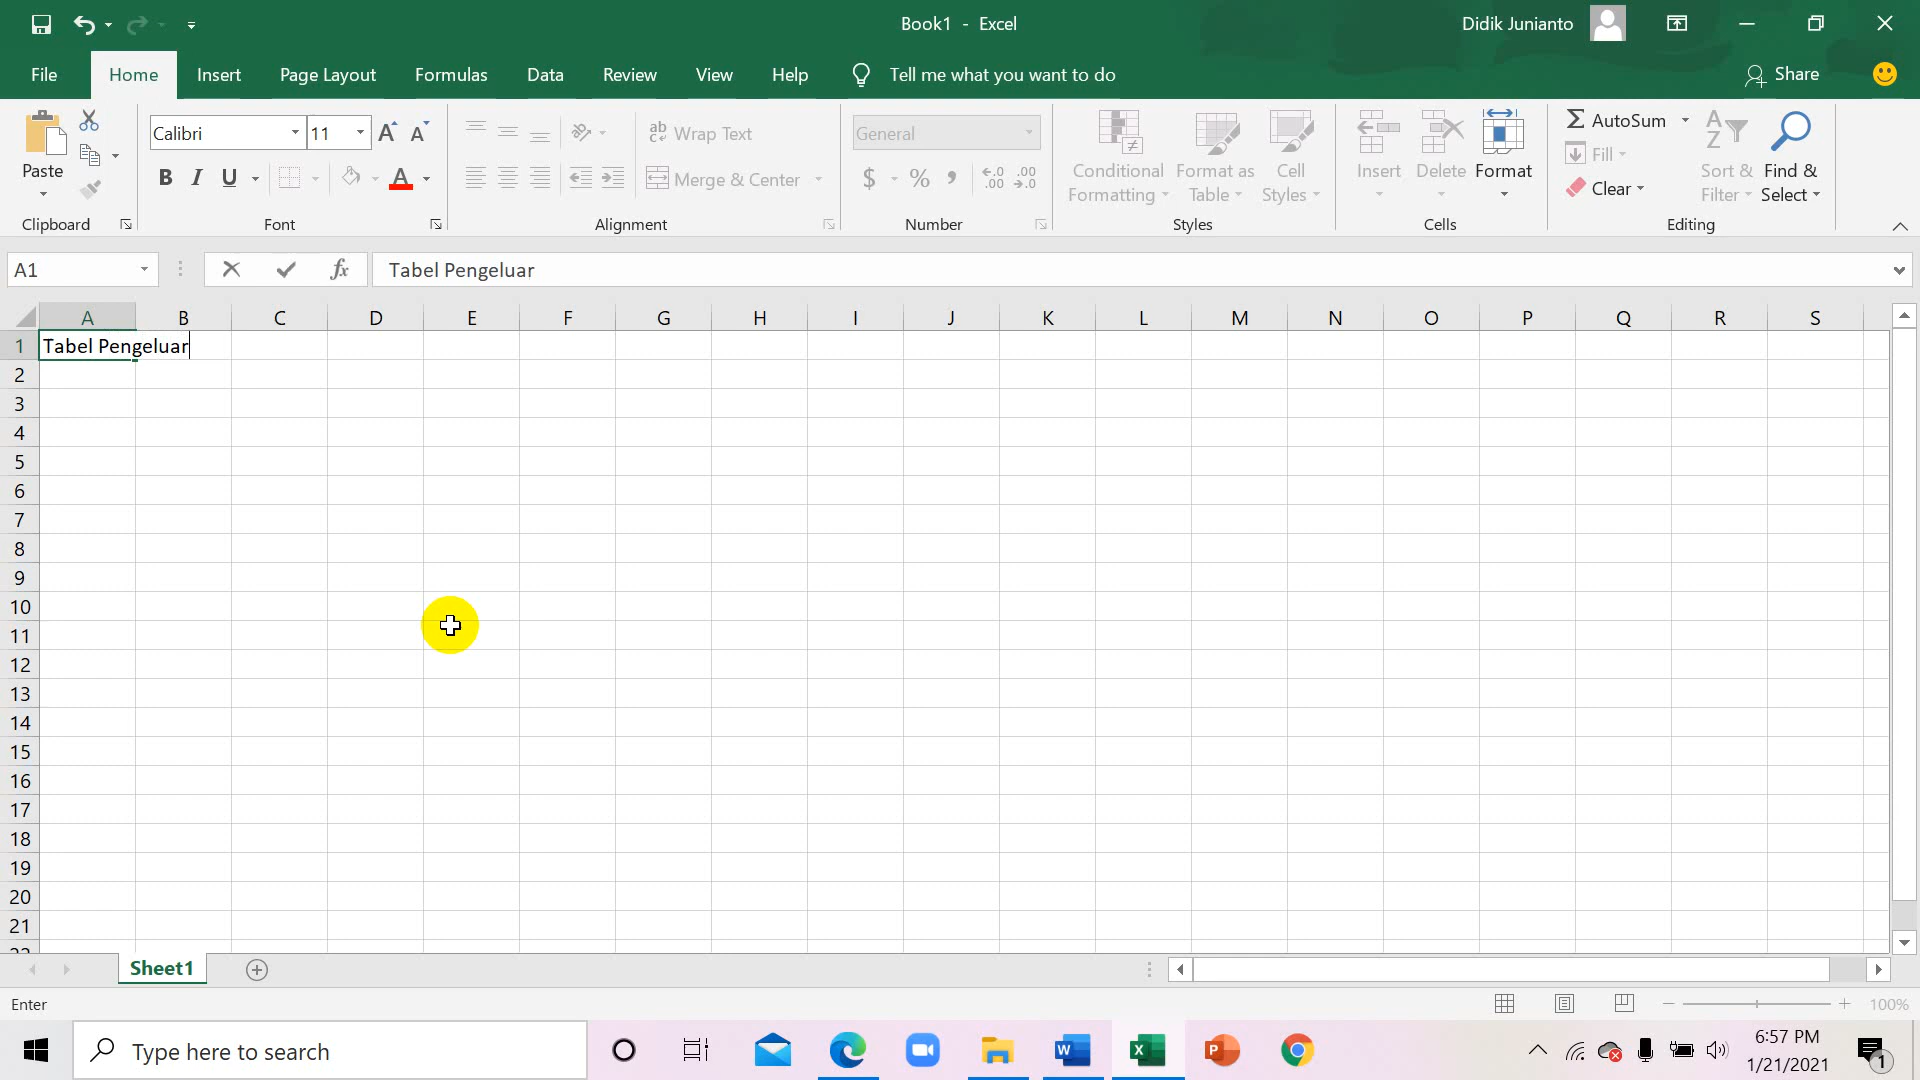 Book1 - Excel
Didik Junianto
File Home Insert Page Layout Formulas Data Review View Help Tell me what you want to do Share
Calibri 11 Wrap Text General AutoSum
Paste Conditional Format as Cell Insert Delete Format Fill Sort & Find &
B I U Merge & Center $ % Formatting Table Styles Clear Filter Select
Clipboard Font Alignment Number Styles Cells Editing
A1 fx Tabel Pengeluar
A B C D E F G H I J K L M N O P Q R S
1 Tabel Pengeluar
2
3
4
5
6
7
8
9
10
11
12
13
14
15
16
17
18
19
20
21
22
Sheet1
Enter 100%
Type here to search
6:57 PM
1/21/2021
1